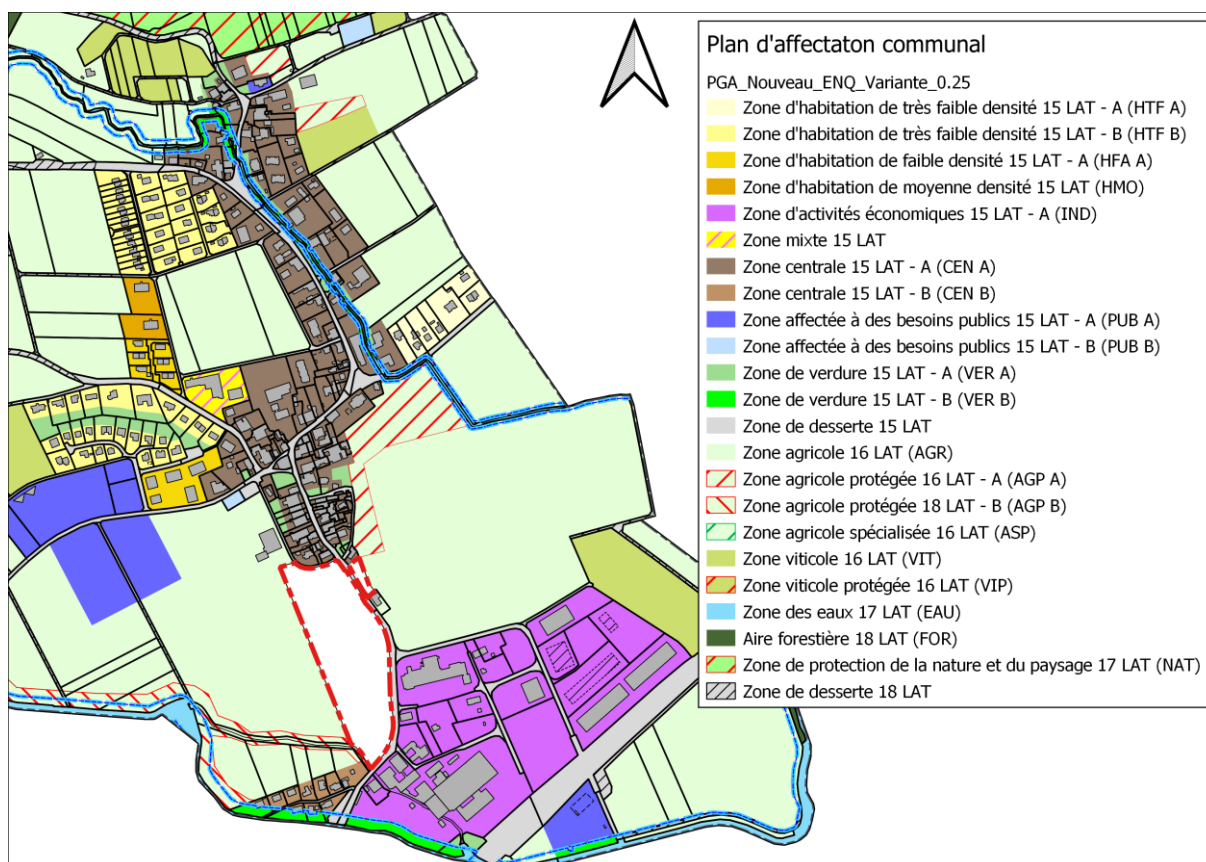 Plan d'affectaton communal
PGA_Nouveau_ENQ_Variante_0.25
Zone d'habitation de très faible densité 15 LAT - A (HTF A)
Zone d'habitation de très faible densité 15 LAT - B (HTF B)
Zone d'habitation de faible densité 15 LAT - A (HFA A)
Zone d'habitation de moyenne densité 15 LAT (HMO)
Zone d'activités économiques 15 LAT - A (IND)
Zone mixte 15 LAT
Zone centrale 15 LAT - A (CEN A)
Zone centrale 15 LAT - B (CEN B)
Zone affectée à des besoins publics 15 LAT - A (PUB A)
Zone affectée à des besoins publics 15 LAT - B (PUB B)
Zone de verdure 15 LAT - A (VER A)
Zone de verdure 15 LAT - B (VER B)
Zone de desserte 15 LAT
Zone agricole 16 LAT (AGR)
Zone agricole protégée 16 LAT - A (AGP A)
Zone agricole protégée 18 LAT - B (AGP B)
Zone agricole spécialisée 16 LAT (ASP)
Zone viticole 16 LAT (VIT)
Zone viticole protégée 16 LAT (VIP)
Zone des eaux 17 LAT (EAU)
Aire forestière 18 LAT (FOR)
Zone de protection de la nature et du paysage 17 LAT (NAT)
Zone de desserte 18 LAT